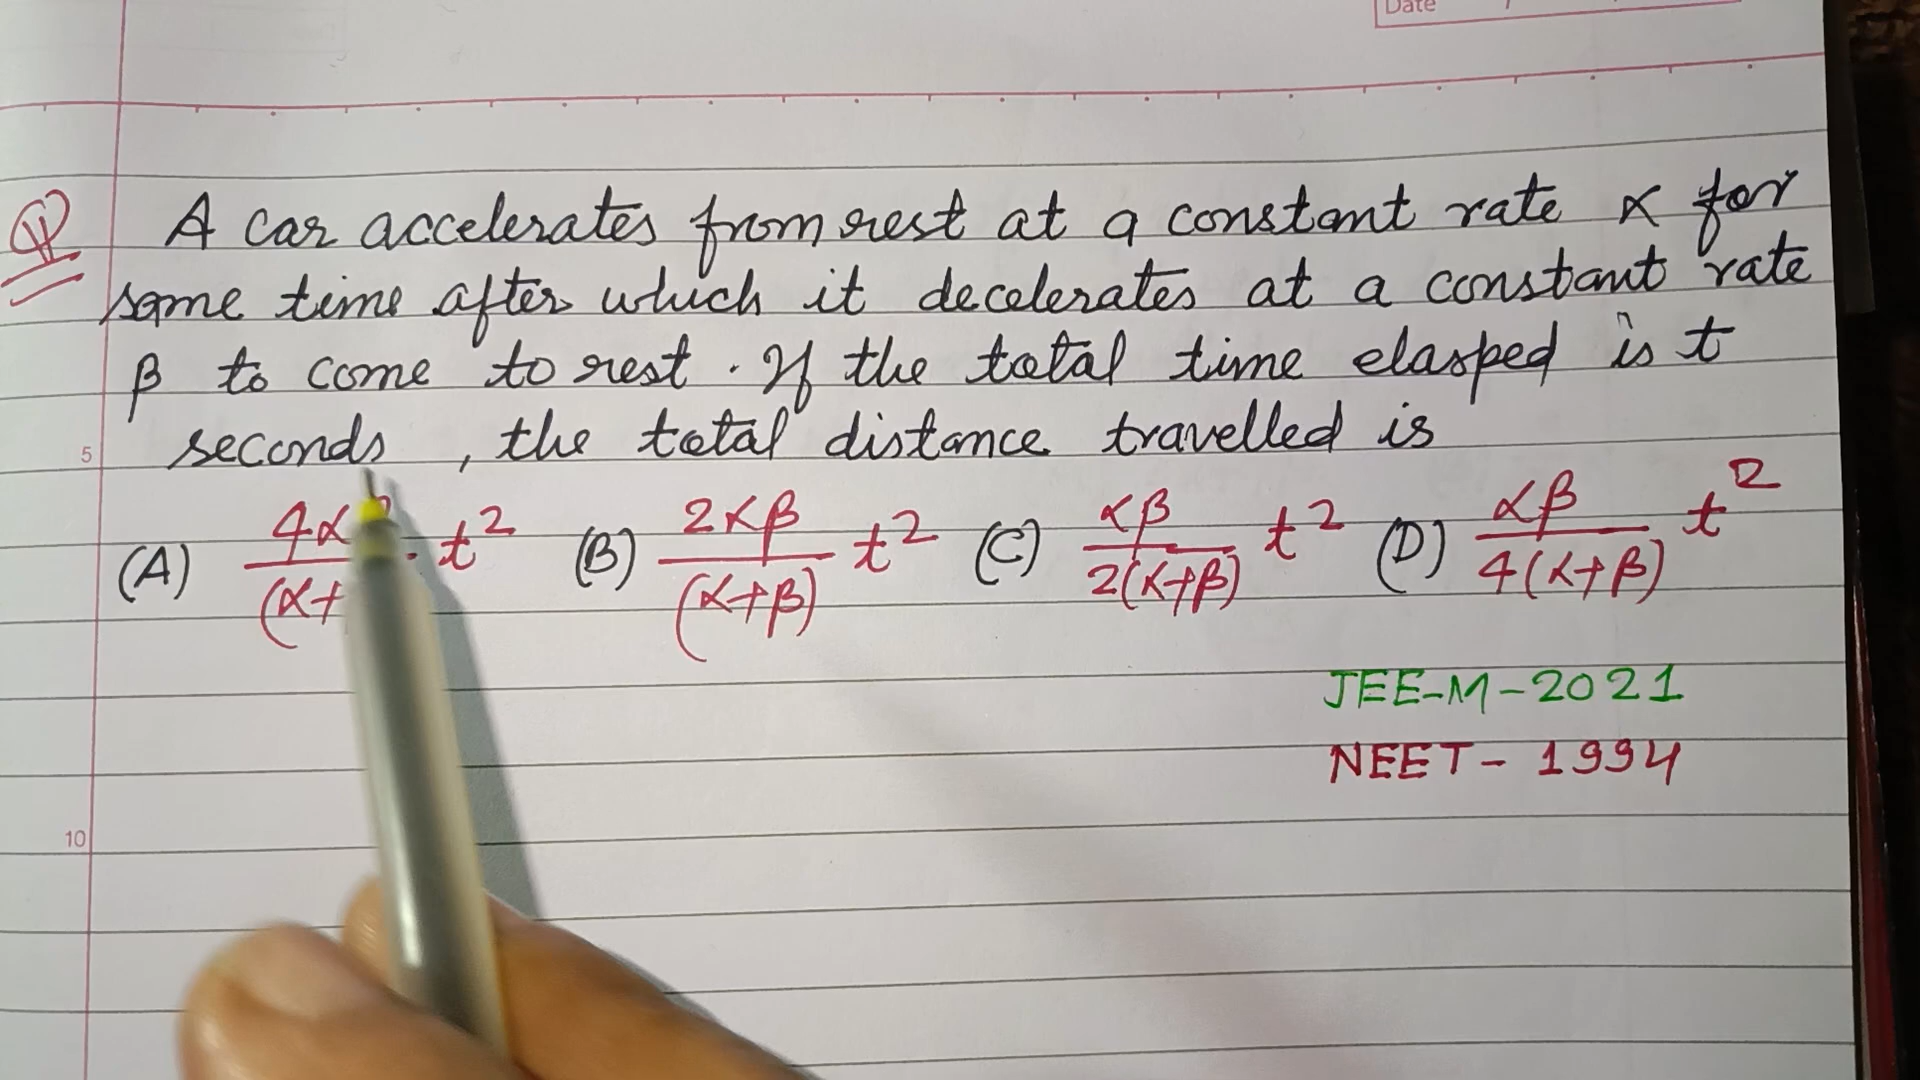 Date
Q A car accelerates from rest at a constant rate α for
some time after which it decelerates at a constant rate
β to come to rest. If the total time elasped is t
5 seconds, the total distance travelled is
(A) 4α / (α+ . t² (B) 2αβ / (α+β) t² (C) αβ / 2(α+β) t² (D) αβ / 4(α+β) t²
JEE-M-2021
NEET - 1994
10